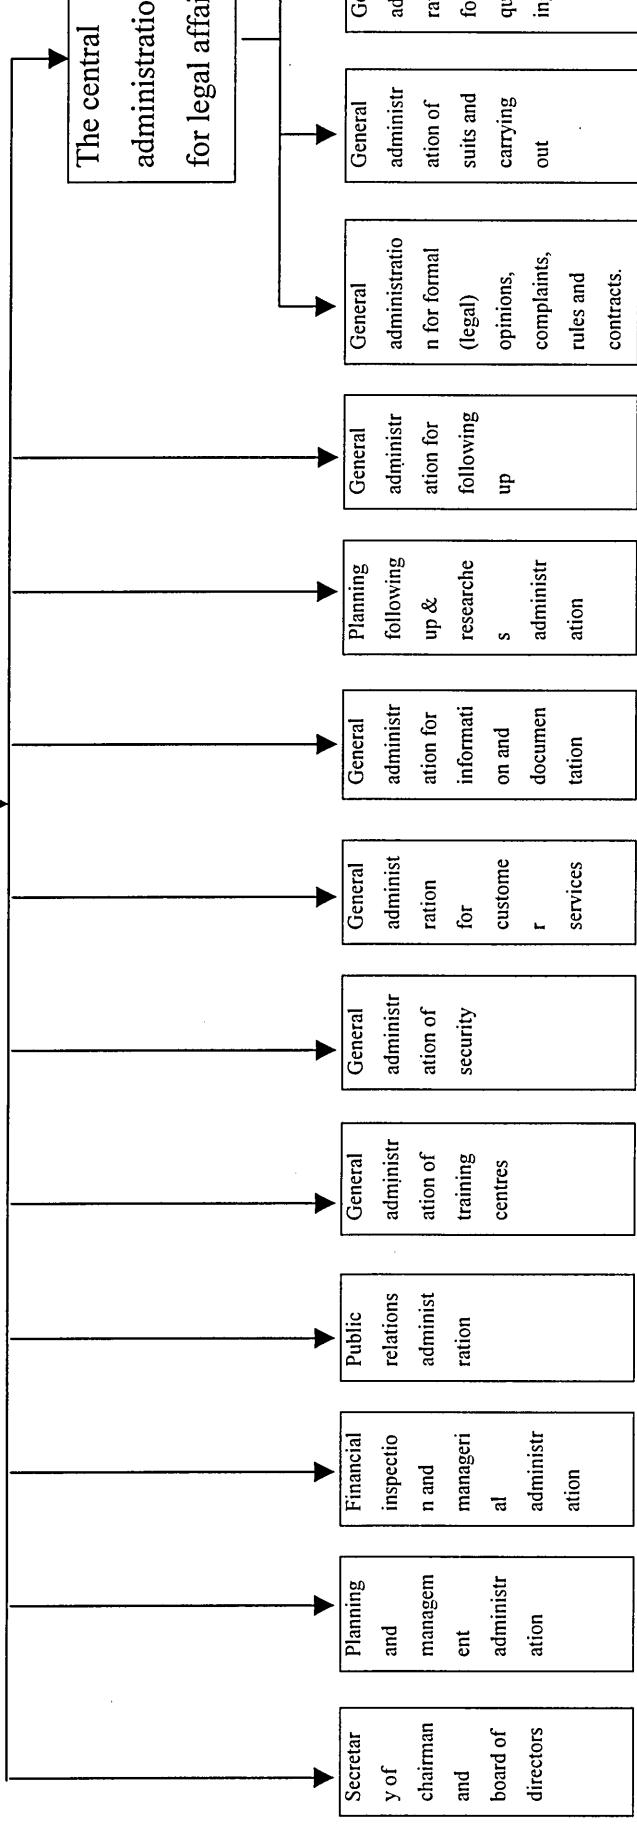 The central
administratio
for legal affai
Secretar
y of
chairman
and
board of
directors
Planning
and
managem
ent
administr
ation
Financial
inspectio
n and
manageri
al
administr
ation
Public
relations
administ
ration
General
administr
ation of
training
centres
General
administr
ation of
security
General
administ
ration
for
custome
r
services
General
administr
ation for
informati
on and
documen
tation
Planning
following
up &
researche
s
administr
ation
General
administr
ation for
following
up
General
administratio
n for formal
(legal)
opinions,
complaints,
rules and
contracts.
General
administr
ation of
suits and
carrying
out